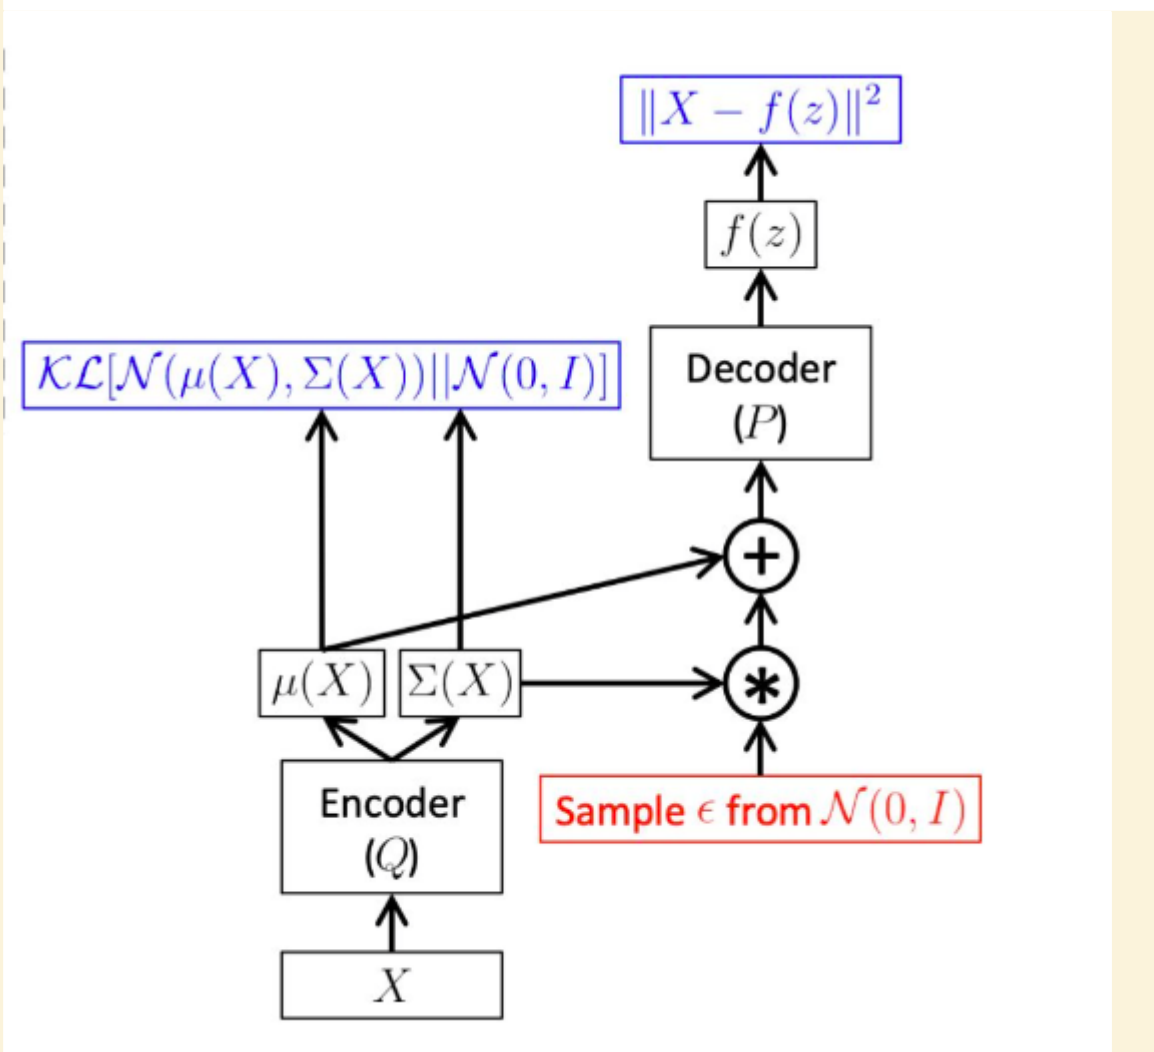 ‖X − f(z)‖²
f(z)
𝒦ℒ[𝒩(μ(X), Σ(X))||𝒩(0, I)]
Decoder
(P)
+
μ(X)
Σ(X)
*
Encoder
(Q)
Sample ϵ from 𝒩(0, I)
X